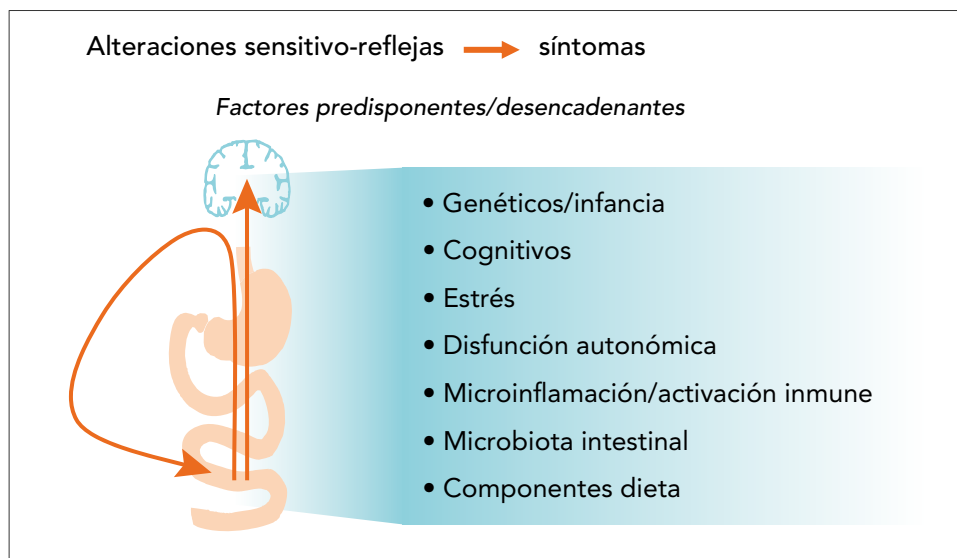 Alteraciones sensitivo-reflejas → síntomas
Factores predisponentes/desencadenantes
• Genéticos/infancia
• Cognitivos
• Estrés
• Disfunción autonómica
• Microinflamación/activación inmune
• Microbiota intestinal
• Componentes dieta